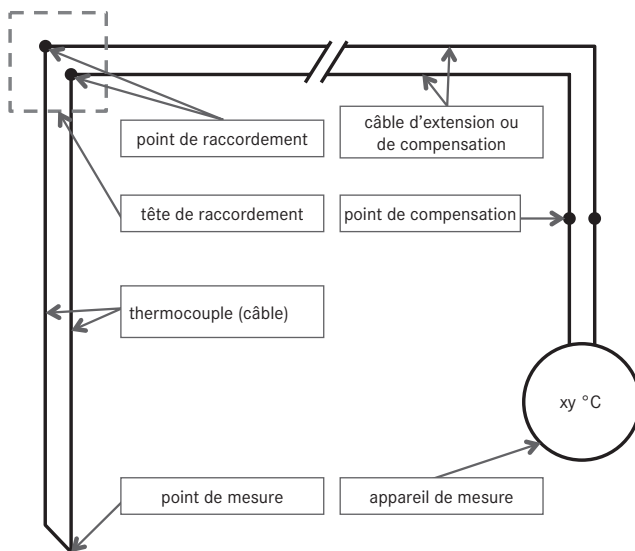 point de raccordement
câble d'extension ou
de compensation
tête de raccordement
point de compensation
thermocouple (câble)
xy °C
point de mesure
appareil de mesure